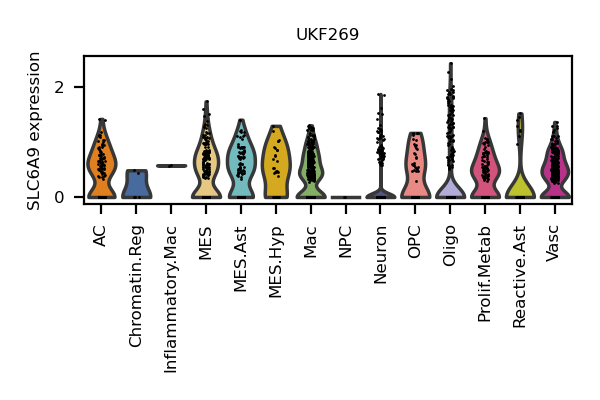 UKF269
SLC6A9 expression
2
0
AC
Chromatin.Reg
Inflammatory.Mac
MES
MES.Ast
MES.Hyp
Mac
NPC
Neuron
OPC
Oligo
Prolif.Metab
Reactive.Ast
Vasc